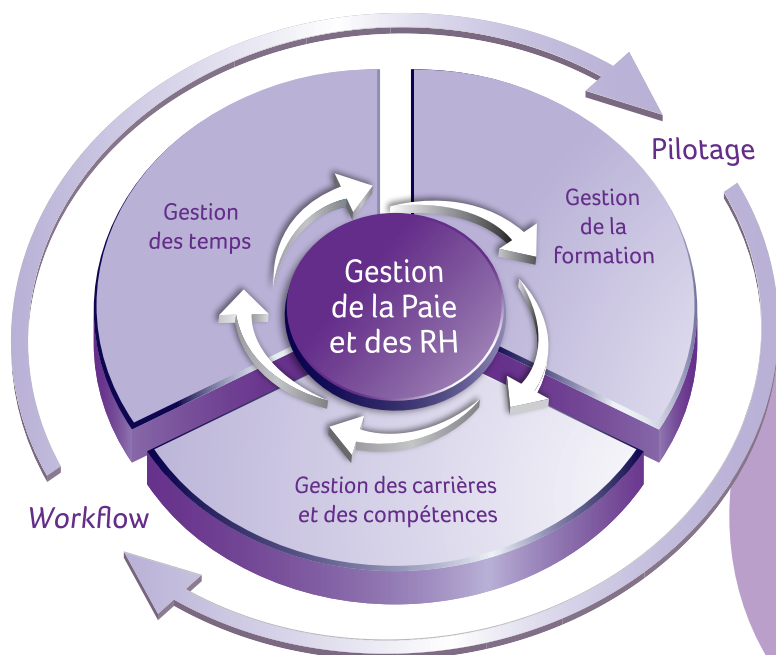 Pilotage
Gestion
des temps
Gestion
de la
formation
Gestion
de la Paie
et des RH
Gestion des carrières
et des compétences
Workflow